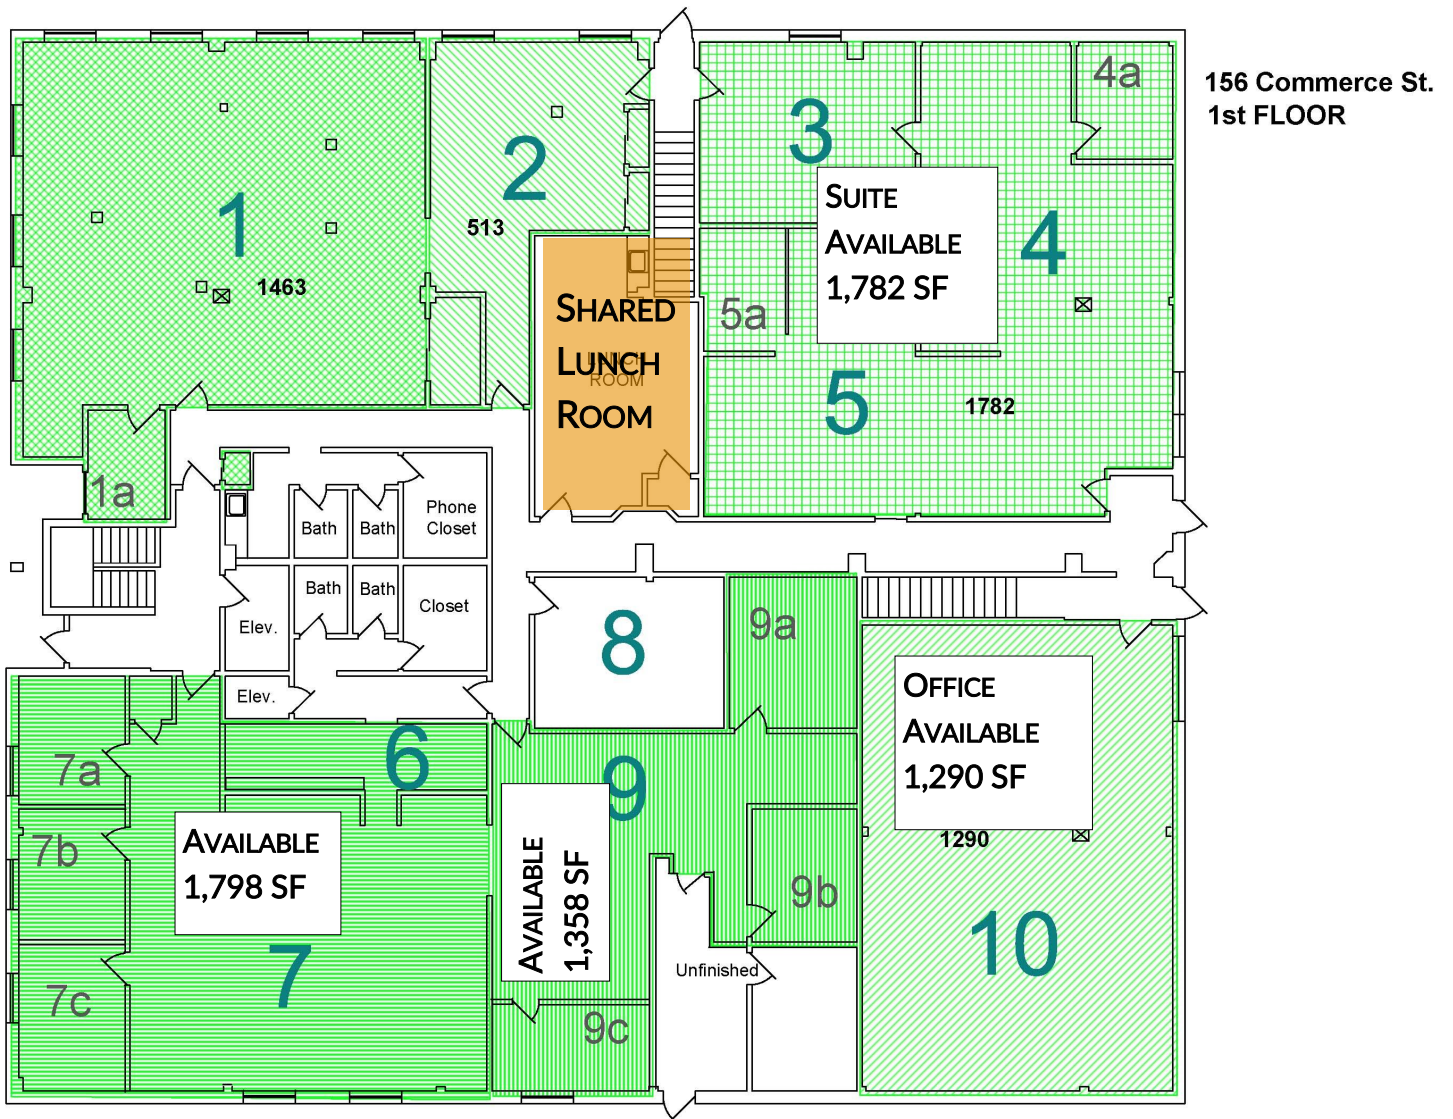 156 Commerce St.
1st FLOOR
1
1463
1a
2
513
3
4
4a
SUITE
AVAILABLE
1,782 SF
5a
5
1782
SHARED
LUNCH
ROOM
LUNCH
ROOM
Bath
Bath
Phone
Closet
Bath
Bath
Closet
Elev.
Elev.
6
7a
7b
7c
AVAILABLE
1,798 SF
7
8
9a
9
AVAILABLE
1,358 SF
9b
9c
Unfinished
OFFICE
AVAILABLE
1,290 SF
1290
10